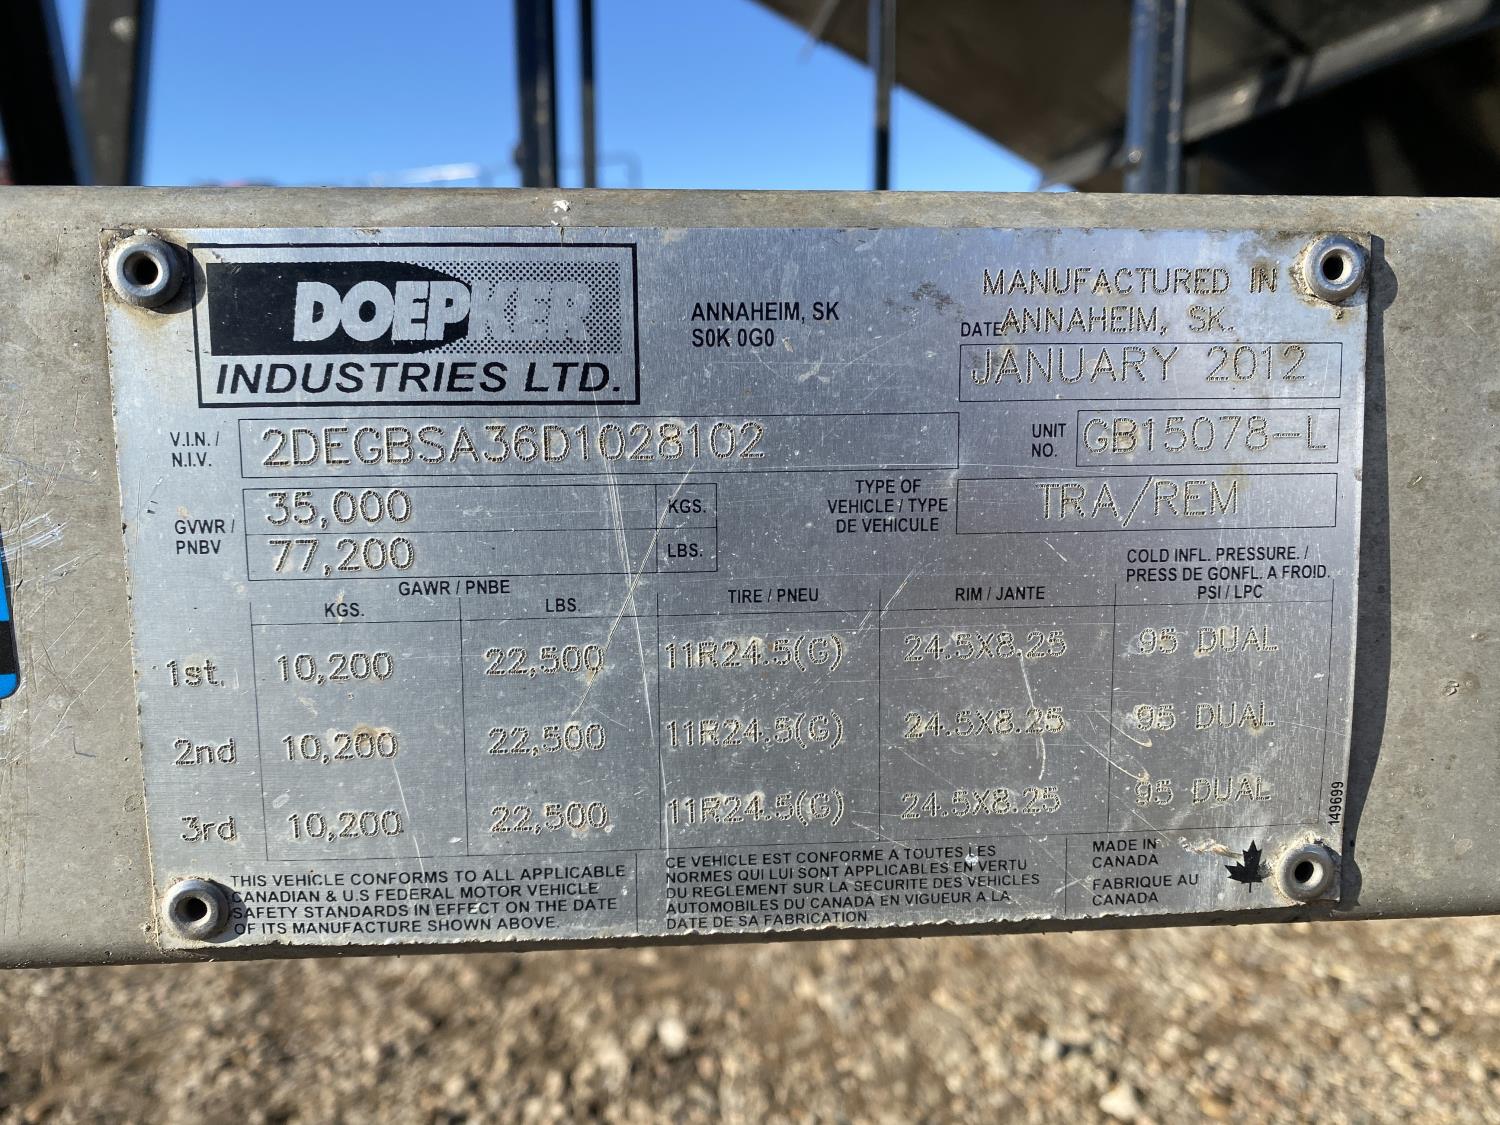 DOEPKER
INDUSTRIES LTD.
ANNAHEIM, SK
S0K 0G0
MANUFACTURED IN
ANNAHEIM, SK.
DATE
JANUARY 2012
V.I.N. /
N.I.V.
2DEGBSA36D1028102
UNIT
NO.
GB15078-L
GVWR /
PNBV
35,000 KGS.
77,200 LBS.
TYPE OF
VEHICLE / TYPE
DE VEHICULE
TRA/REM
GAWR / PNBE
KGS. LBS. TIRE / PNEU RIM / JANTE
COLD INFL. PRESSURE. /
PRESS DE GONFL. A FROID.
PSI / LPC
1st. 10,200 22,500 11R24.5(G) 24.5X8.25 95 DUAL
2nd 10,200 22,500 11R24.5(G) 24.5X8.25 95 DUAL
3rd 10,200 22,500 11R24.5(G) 24.5X8.25 95 DUAL
149699
THIS VEHICLE CONFORMS TO ALL APPLICABLE
CANADIAN & U.S FEDERAL MOTOR VEHICLE
SAFETY STANDARDS IN EFFECT ON THE DATE
OF ITS MANUFACTURE SHOWN ABOVE.
CE VEHICLE EST CONFORME A TOUTES LES
NORMES QUI LUI SONT APPLICABLES EN VERTU
DU REGLEMENT SUR LA SECURITE DES VEHICLES
AUTOMOBILES DU CANADA EN VIGUEUR A LA
DATE DE SA FABRICATION
MADE IN
CANADA
FABRIQUE AU
CANADA